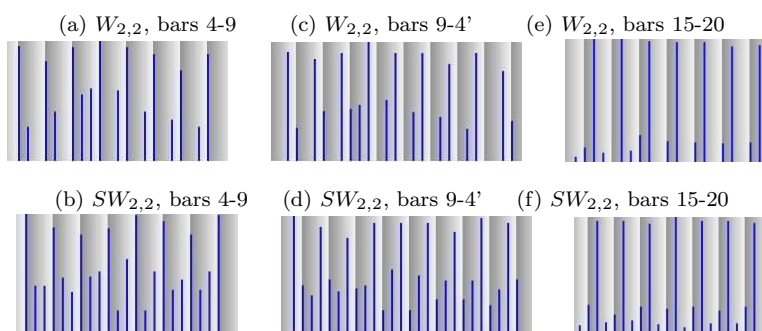 (a) W2,2, bars 4-9 (c) W2,2, bars 9-4' (e) W2,2, bars 15-20
(b) SW2,2, bars 4-9 (d) SW2,2, bars 9-4' (f) SW2,2, bars 15-20